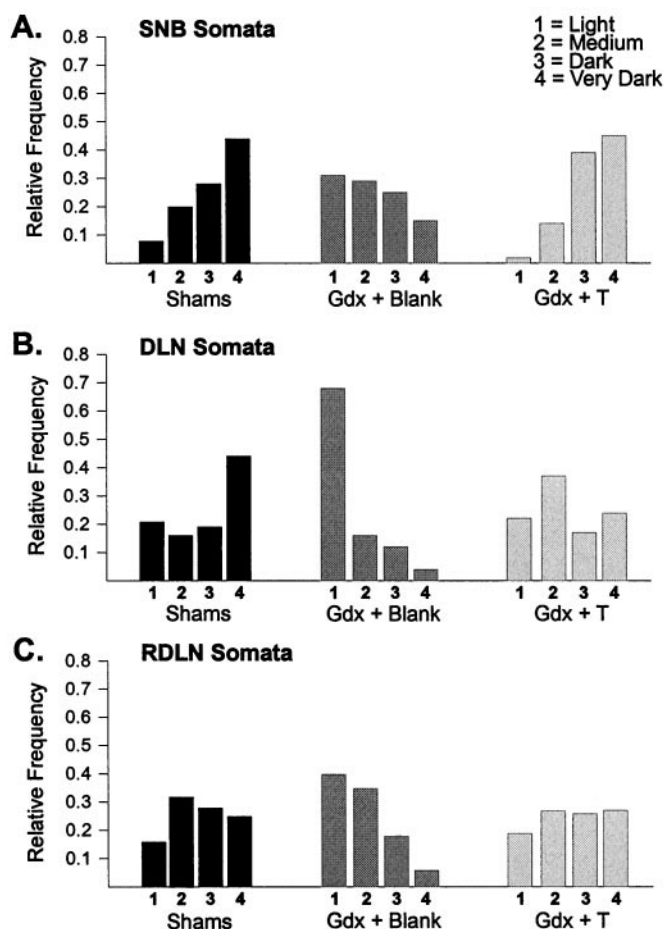 A.
SNB Somata
1 = Light
2 = Medium
3 = Dark
4 = Very Dark
Relative Frequency
0.8
0.7
0.6
0.5
0.4
0.3
0.2
0.1
1 2 3 4 1 2 3 4 1 2 3 4
Shams Gdx + Blank Gdx + T
B.
DLN Somata
Relative Frequency
0.8
0.7
0.6
0.5
0.4
0.3
0.2
0.1
1 2 3 4 1 2 3 4 1 2 3 4
Shams Gdx + Blank Gdx + T
C.
RDLN Somata
Relative Frequency
0.8
0.7
0.6
0.5
0.4
0.3
0.2
0.1
1 2 3 4 1 2 3 4 1 2 3 4
Shams Gdx + Blank Gdx + T